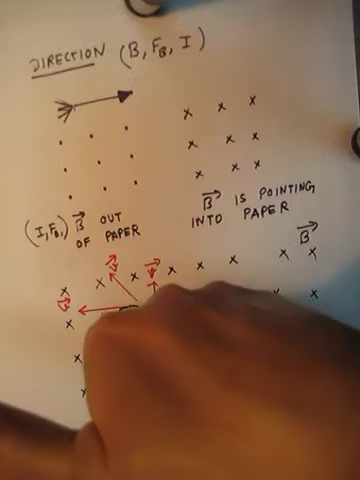 DIRECTION (B, F_B, I)
x x x
x x x
x x x
B IS POINTING
INTO PAPER
(I, F_B,) B OUT
OF PAPER
B
x x x x x x x x
V V V
x x
x
x